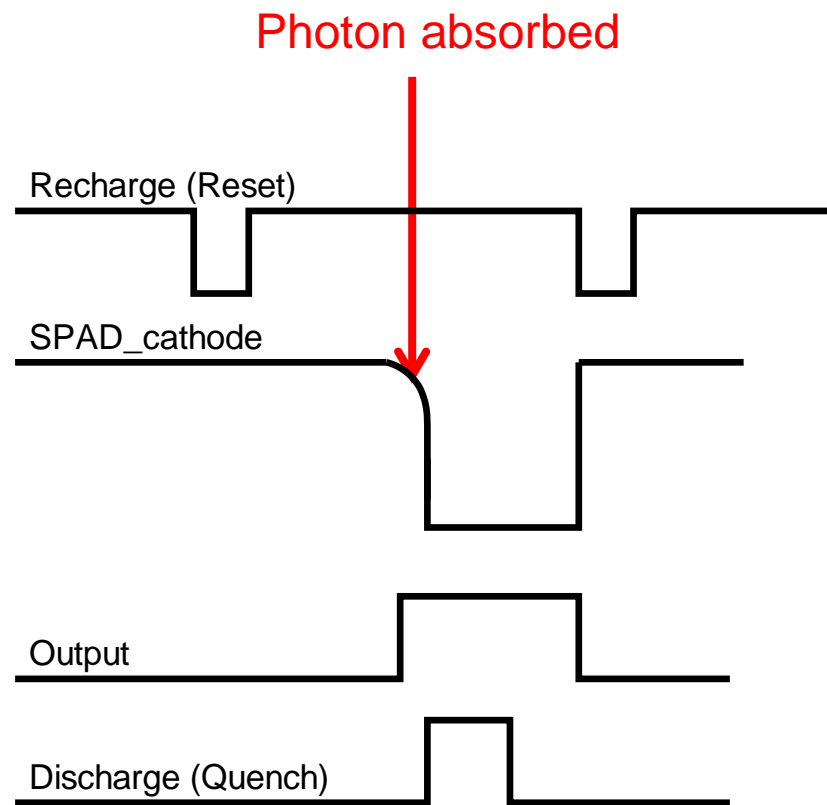 Photon absorbed
Recharge (Reset)
SPAD_cathode
Output
Discharge (Quench)